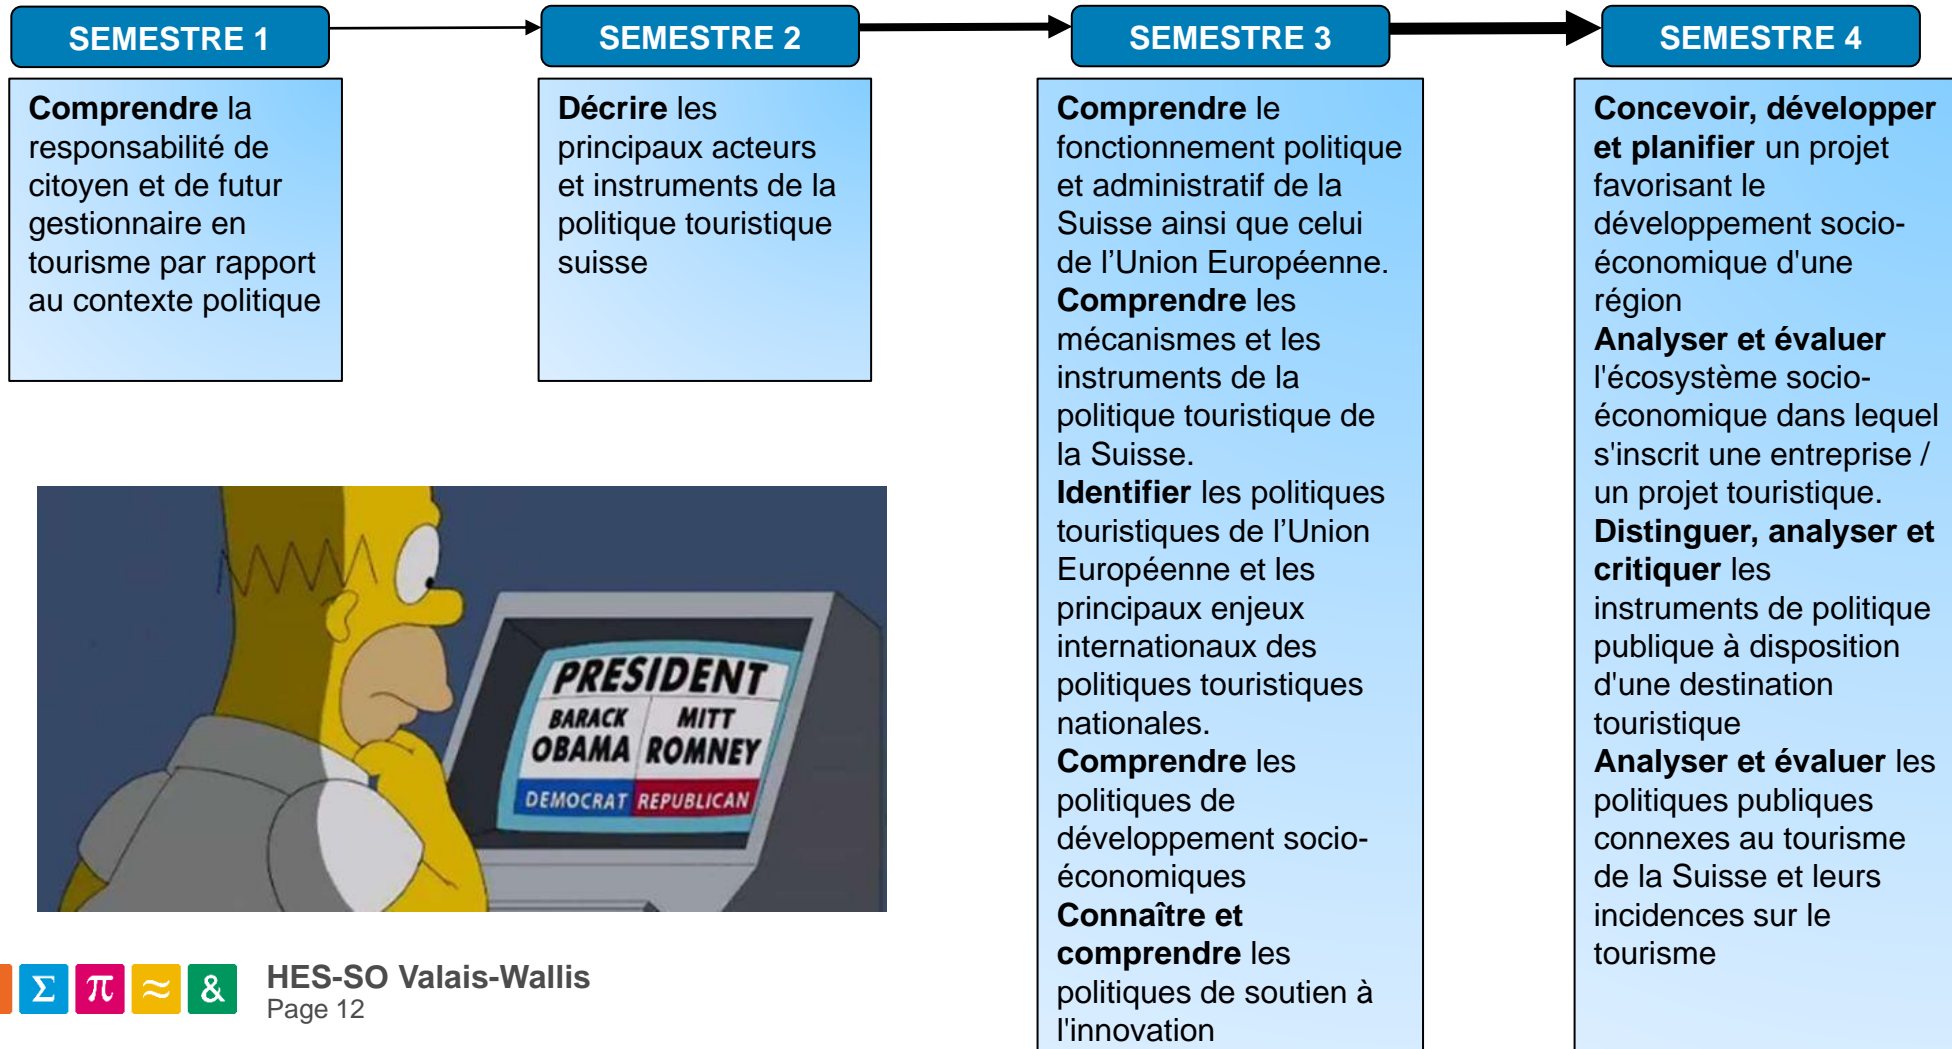 SEMESTRE 1
SEMESTRE 2
SEMESTRE 3
SEMESTRE 4
Comprendre la
responsabilité de
citoyen et de futur
gestionnaire en
tourisme par rapport
au contexte politique
Décrire les
principaux acteurs
et instruments de la
politique touristique
suisse
Comprendre le
fonctionnement politique
et administratif de la
Suisse ainsi que celui
de l’Union Européenne.
Comprendre les
mécanismes et les
instruments de la
politique touristique de
la Suisse.
Identifier les politiques
touristiques de l’Union
Européenne et les
principaux enjeux
internationaux des
politiques touristiques
nationales.
Comprendre les
politiques de
développement socio-
économiques
Connaître et
comprendre les
politiques de soutien à
l'innovation
Concevoir, développer
et planifier un projet
favorisant le
développement socio-
économique d'une
région
Analyser et évaluer
l'écosystème socio-
économique dans lequel
s'inscrit une entreprise /
un projet touristique.
Distinguer, analyser et
critiquer les
instruments de politique
publique à disposition
d'une destination
touristique
Analyser et évaluer les
politiques publiques
connexes au tourisme
de la Suisse et leurs
incidences sur le
tourisme
PRESIDENT
BARACK OBAMA
MITT ROMNEY
DEMOCRAT REPUBLICAN
Σ π ≈ &
HES-SO Valais-Wallis
Page 12